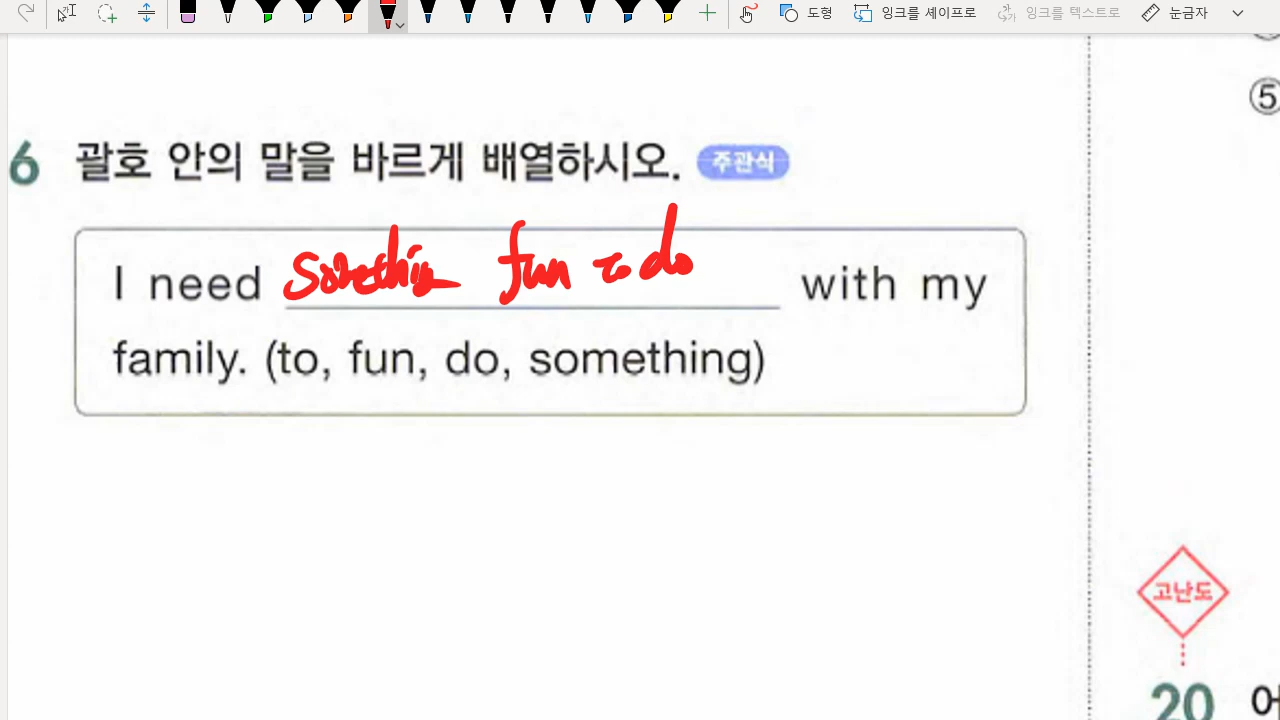 잉크를 셰이프로 잉크를 텍스트로 눈금자
⑤
6 괄호 안의 말을 바르게 배열하시오. 주관식
I need something fun to do with my
family. (to, fun, do, something)
고난도
20